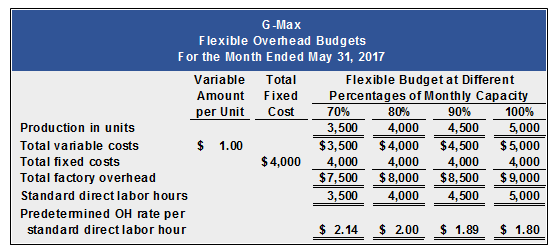 G-Max
Flexible Overhead Budgets
For the Month Ended May 31, 2017
Variable Total Flexible Budget at Different
Amount Fixed Percentages of Monthly Capacity
per Unit Cost 70% 80% 90% 100%
Production in units 3,500 4,000 4,500 5,000
Total variable costs $ 1.00 $3,500 $4,000 $4,500 $5,000
Total fixed costs $4,000 4,000 4,000 4,000 4,000
Total factory overhead $7,500 $8,000 $8,500 $9,000
Standard direct labor hours 3,500 4,000 4,500 5,000
Predetermined OH rate per
standard direct labor hour $ 2.14 $ 2.00 $ 1.89 $ 1.80